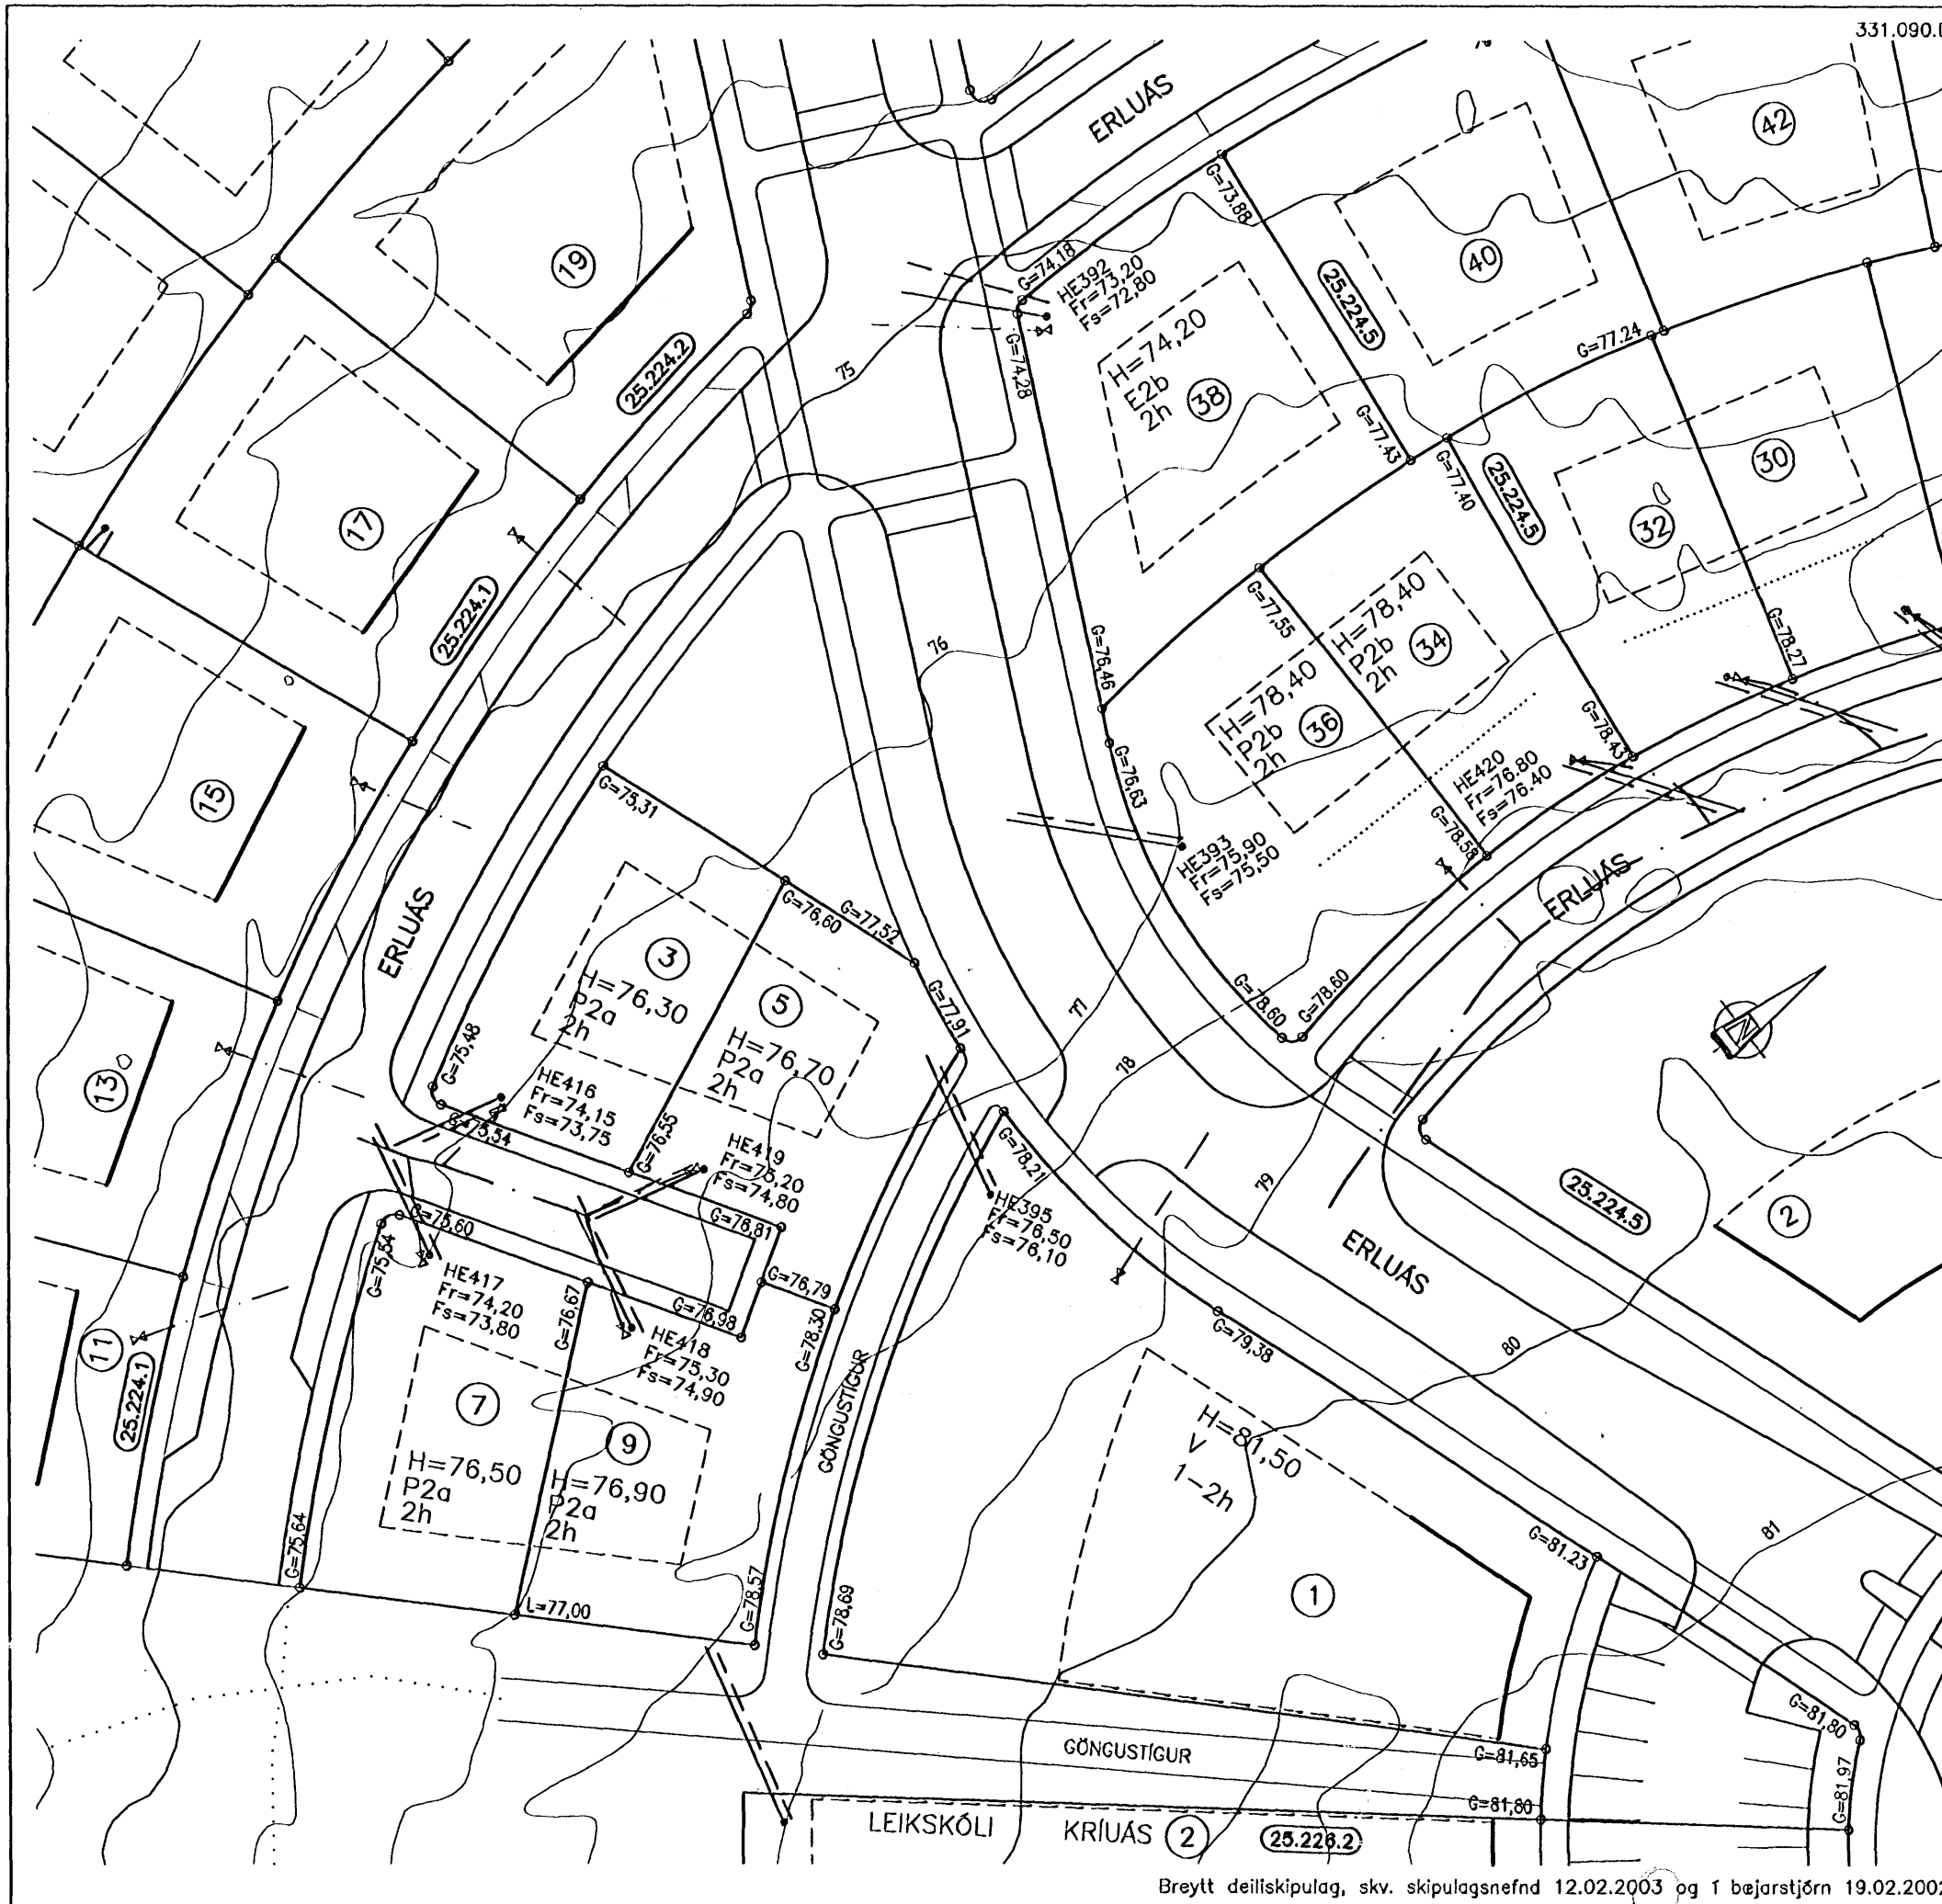 331.090.
ERLUÁS
42
G=73.88
40
19
G=74,18
HE392
Fr=73,20
Fs=72,80
25.224.5
25.224.2
75
G=74,28
H=74,20
E2b
2h
38
G=77.24
G=77.43
G=77.40
25.224.5
30
32
17
25.224.1
G=77,55
H=78,40
P2b
2h
34
76
G=76,46
H=78,40
P2b
2h
36
G=78.27
G=78.43
G=76,63
HE420
Fr=76.80
Fs=76.40
15
G=75,31
HE393
Fr=75,90
Fs=75,50
G=78.58
ERLUÁS
ERLUÁS
G=76,60
G=77,52
3
H=76,30
P2a
2h
5
H=76,70
P2a
2h
G=77,91
77
G=78.60
G=78.60
N
78
13
G=75,48
HE416
Fr=74,15
Fs=73,75
G=75,54
G=76,55
HE419
Fr=75,20
Fs=74,80
G=78,21
79
HE395
Fr=76,50
Fs=76,10
25.224.5
2
G=75,60
G=75,54
G=76,81
ERLUÁS
HE417
Fr=74,20
Fs=73,80
G=76,67
G=76,98
G=76,79
G=78,30
HE418
Fr=75,30
Fs=74,90
G=79,38
80
11
25.224.1
GÖNGUSTÍGUR
7
H=76,50
P2a
2h
9
H=76,90
P2a
2h
H=81,50
V
1-2h
81
G=75.64
G=78.57
G=78,69
L=77,00
G=81.23
1
G=81,80
G=81,65
GÖNGUSTÍGUR
G=81,97
G=81,80
LEIKSKÓLI KRÍUÁS 2 25.226.2
Breytt deiliskipulag, skv. skipulagsnefnd 12.02.2003 og í bæjarstjórn 19.02.200